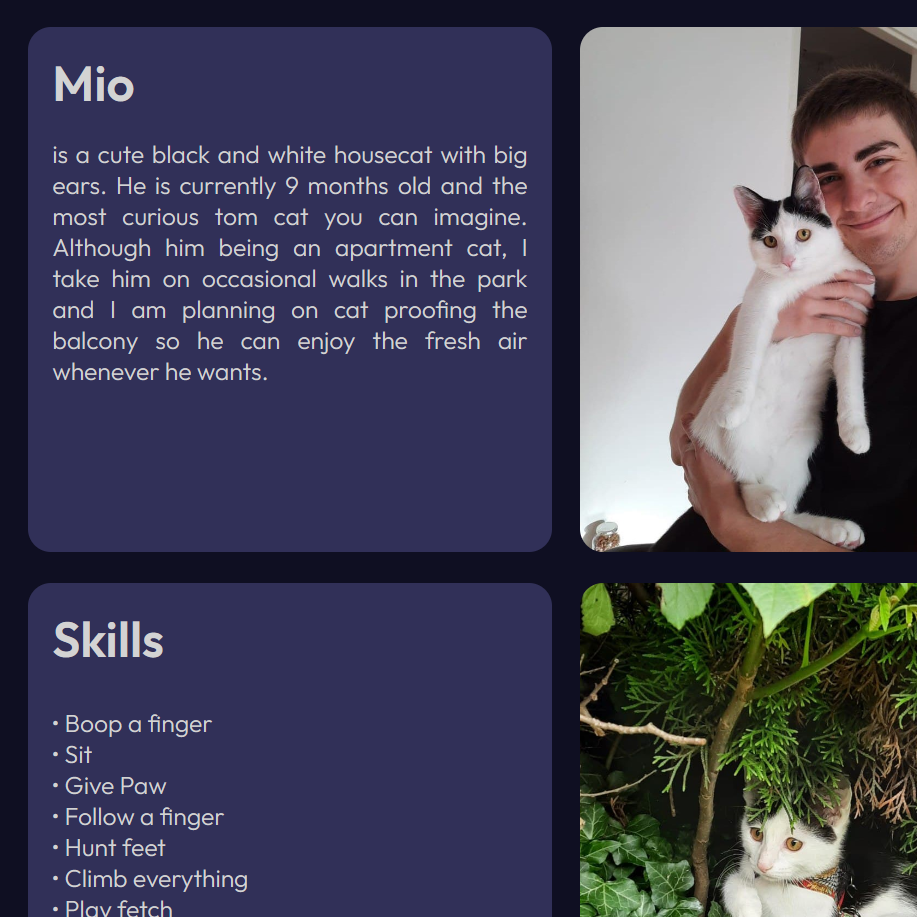 Mio
is a cute black and white housecat with big
ears. He is currently 9 months old and the
most curious tom cat you can imagine.
Although him being an apartment cat, I
take him on occasional walks in the park
and I am planning on cat proofing the
balcony so he can enjoy the fresh air
whenever he wants.
Skills
• Boop a finger
• Sit
• Give Paw
• Follow a finger
• Hunt feet
• Climb everything
• Play fetch